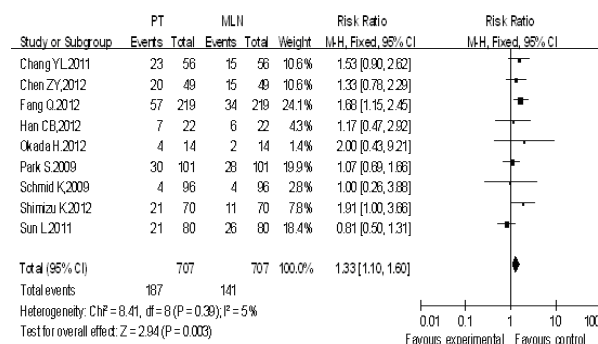 PT MLN Risk Ratio Risk Ratio
Study or Subgroup Events Total Events Total Weight M-H, Fixed, 95% CI M-H, Fixed, 95% CI
Chang YL.2011 23 56 15 56 10.6% 1.53 [0.90, 2.62]
Chen ZY,2012 20 49 15 49 10.6% 1.33 [0.78, 2.29]
Fang Q.2012 57 219 34 219 24.1% 1.68 [1.15, 2.45]
Han CB,2012 7 22 6 22 4.3% 1.17 [0.47, 2.92]
Okada H.2012 4 14 2 14 1.4% 2.00 [0.43, 9.21]
Park S.2009 30 101 28 101 19.9% 1.07 [0.69, 1.66]
Schmid K,2009 4 96 4 96 2.8% 1.00 [0.26, 3.88]
Shimizu K.2012 21 70 11 70 7.8% 1.91 [1.00, 3.66]
Sun L.2011 21 80 26 80 18.4% 0.81 [0.50, 1.31]
Total (95% CI) 707 707 100.0% 1.33 [1.10, 1.60]
Total events 187 141
Heterogeneity: Chi² = 8.41, df = 8 (P = 0.39); I² = 5%
Test for overall effect: Z = 2.94 (P = 0.003)
0.01 0.1 1 10 100
Favours experimental Favours control